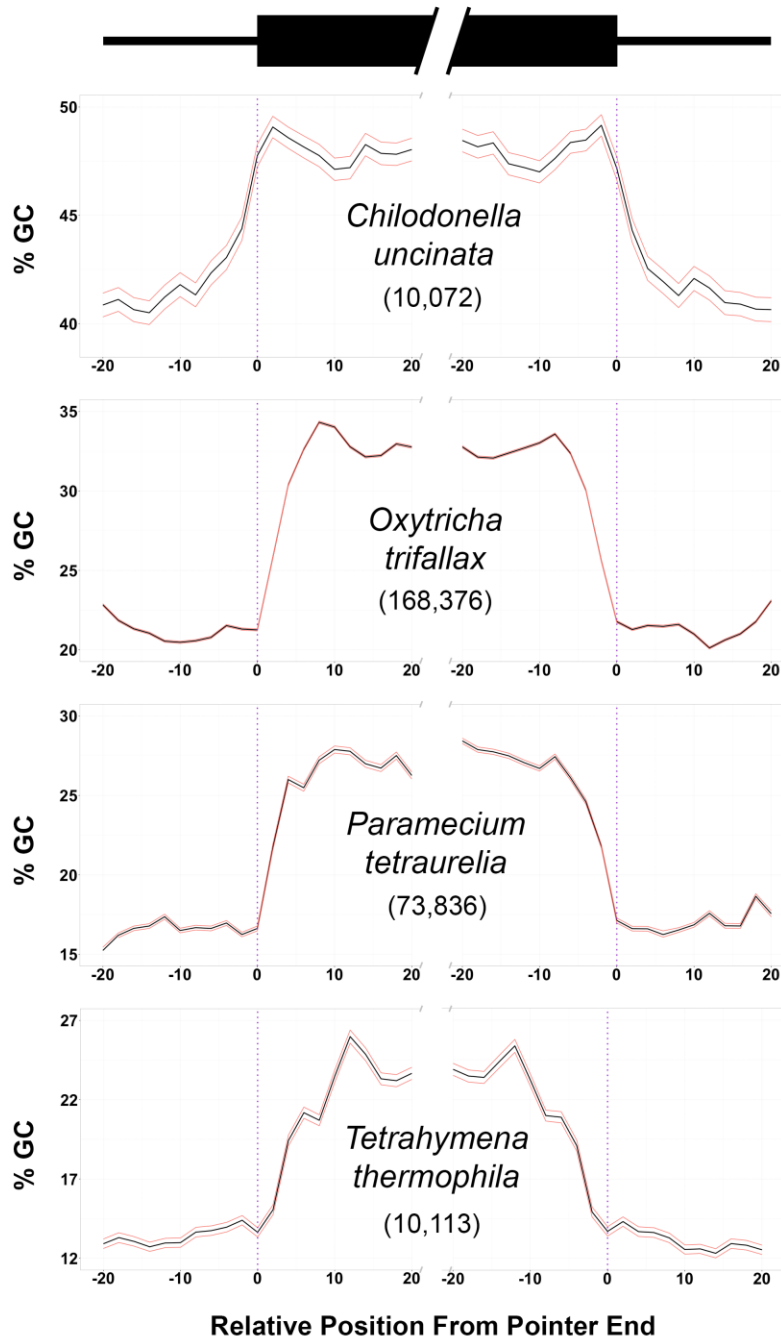 50
45
40
% GC
Chilodonella
uncinata
(10,072)
-20 -10 0 10 20 -20 -10 0 10 20
35
30
25
20
% GC
Oxytricha
trifallax
(168,376)
-20 -10 0 10 20 -20 -10 0 10 20
30
25
20
15
% GC
Paramecium
tetraurelia
(73,836)
-20 -10 0 10 20 -20 -10 0 10 20
27
22
17
12
% GC
Tetrahymena
thermophila
(10,113)
-20 -10 0 10 20 -20 -10 0 10 20
Relative Position From Pointer End